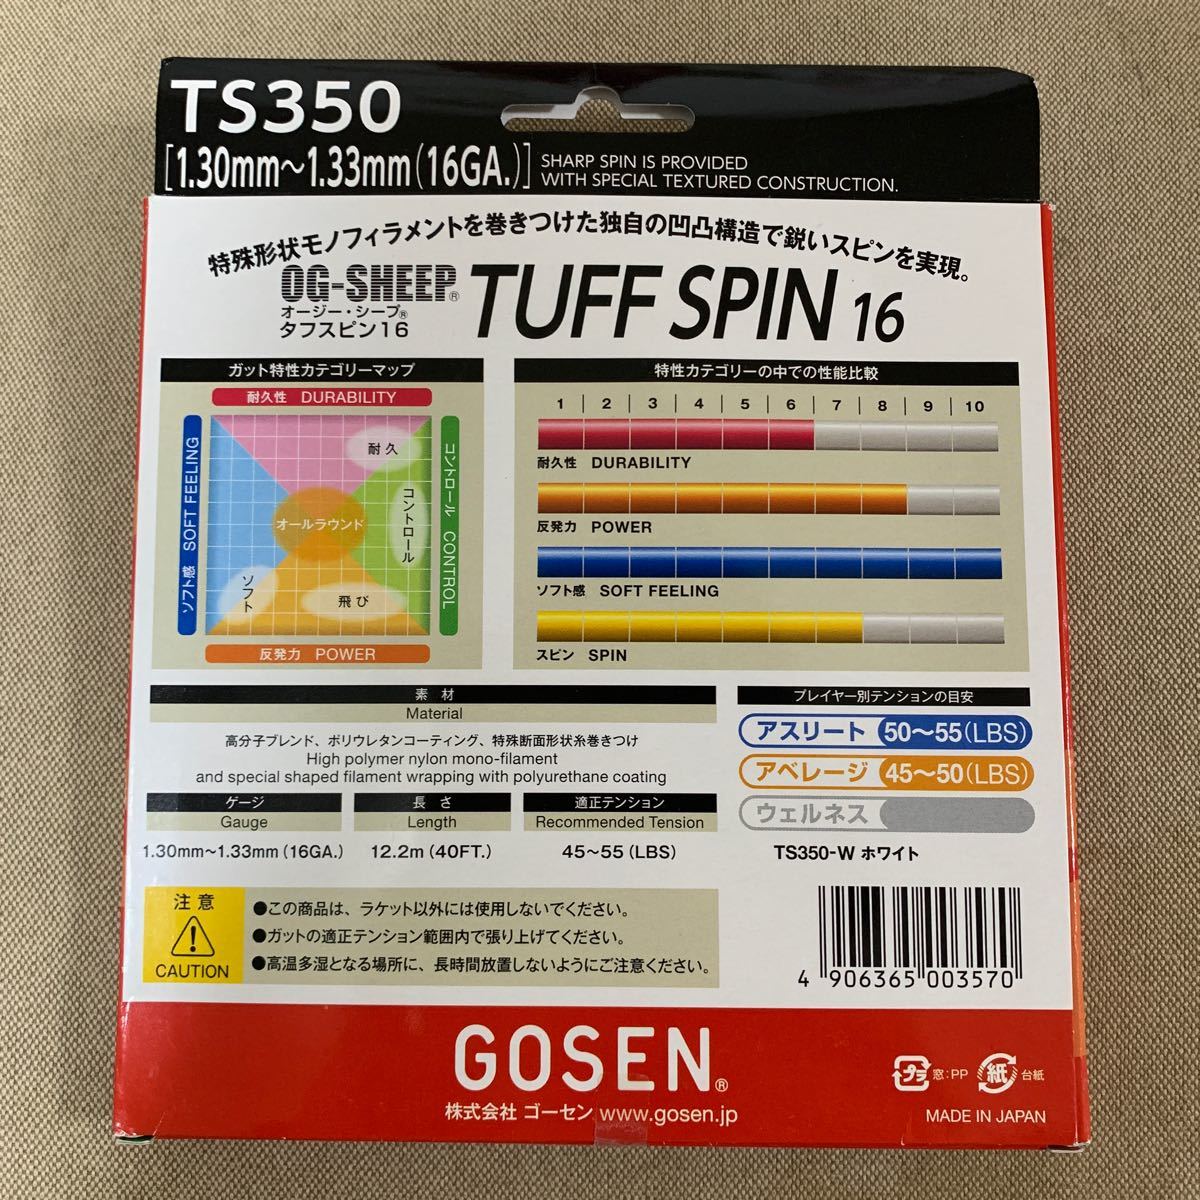 TS350
[1.30mm～1.33mm(16GA.)]
SHARP SPIN IS PROVIDED
WITH SPECIAL TEXTURED CONSTRUCTION.
特殊形状モノフィラメントを巻きつけた独自の凹凸構造で鋭いスピンを実現。
OG-SHEEP® TUFF SPIN 16
オージー・シープ®
タフスピン16
ガット特性カテゴリーマップ
耐久性 DURABILITY
ソフト感 SOFT FEELING
コントロール CONTROL
耐久
コントロール
オールラウンド
ソフト
飛び
反発力 POWER
特性カテゴリーの中での性能比較
1 2 3 4 5 6 7 8 9 10
耐久性 DURABILITY
反発力 POWER
ソフト感 SOFT FEELING
スピン SPIN
素材
Material
高分子ブレンド、ポリウレタンコーティング、特殊断面形状糸巻きつけ
High polymer nylon mono-filament
and special shaped filament wrapping with polyurethane coating
ゲージ
Gauge
1.30mm～1.33mm(16GA.)
長さ
Length
12.2m(40FT.)
適正テンション
Recommended Tension
45～55(LBS)
プレイヤー別テンションの目安
アスリート 50～55(LBS)
アベレージ 45～50(LBS)
ウェルネス
TS350-W ホワイト
注意
CAUTION
●この商品は、ラケット以外には使用しないでください。
●ガットの適正テンション範囲内で張り上げてください。
●高温多湿となる場所に、長時間放置しないようにご注意ください。
4 906365 003570
GOSEN®
株式会社 ゴーセン www.gosen.jp
プラ 窓:PP 紙 台紙
MADE IN JAPAN